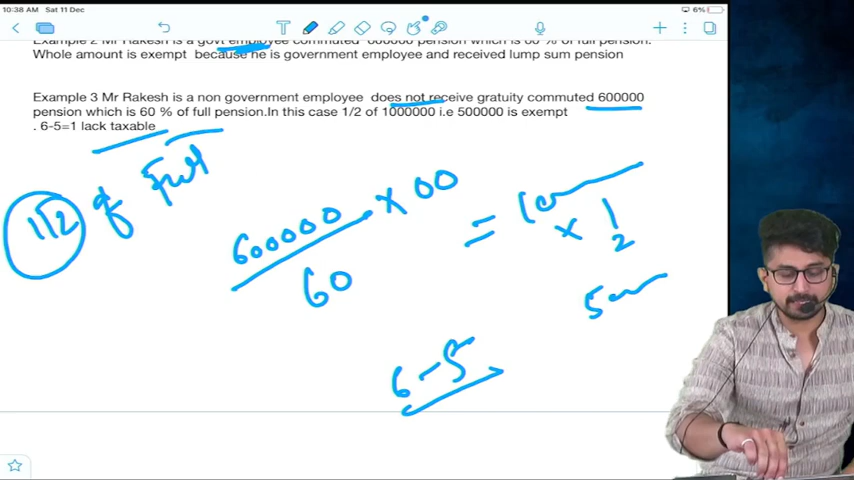 10:38 AM Sat 11 Dec
6%
Example 2 Mr Rakesh is a govt employee commuted 600000 pension which is 60 % of full pension.
Whole amount is exempt because he is government employee and received lump sum pension
Example 3 Mr Rakesh is a non government employee does not receive gratuity commuted 600000
pension which is 60 % of full pension.In this case 1/2 of 1000000 i.e 500000 is exempt
. 6-5=1 lack taxable
1/2 of Full
600000 x 00
60
=
x 1
2
6-5